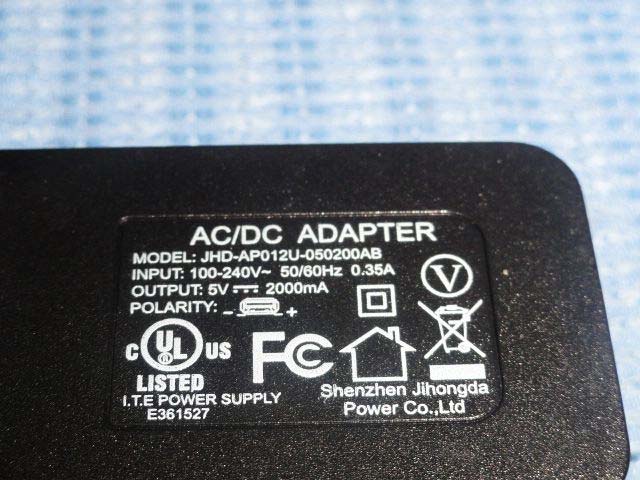 AC/DC ADAPTER
MODEL: JHD-AP012U-050200AB
INPUT: 100-240V~ 50/60Hz 0.35A
OUTPUT: 5V⎓2000mA
POLARITY: - +
V
C UL US
LISTED
I.T.E POWER SUPPLY
E361527
FC
Shenzhen Jihongda
Power Co.,Ltd